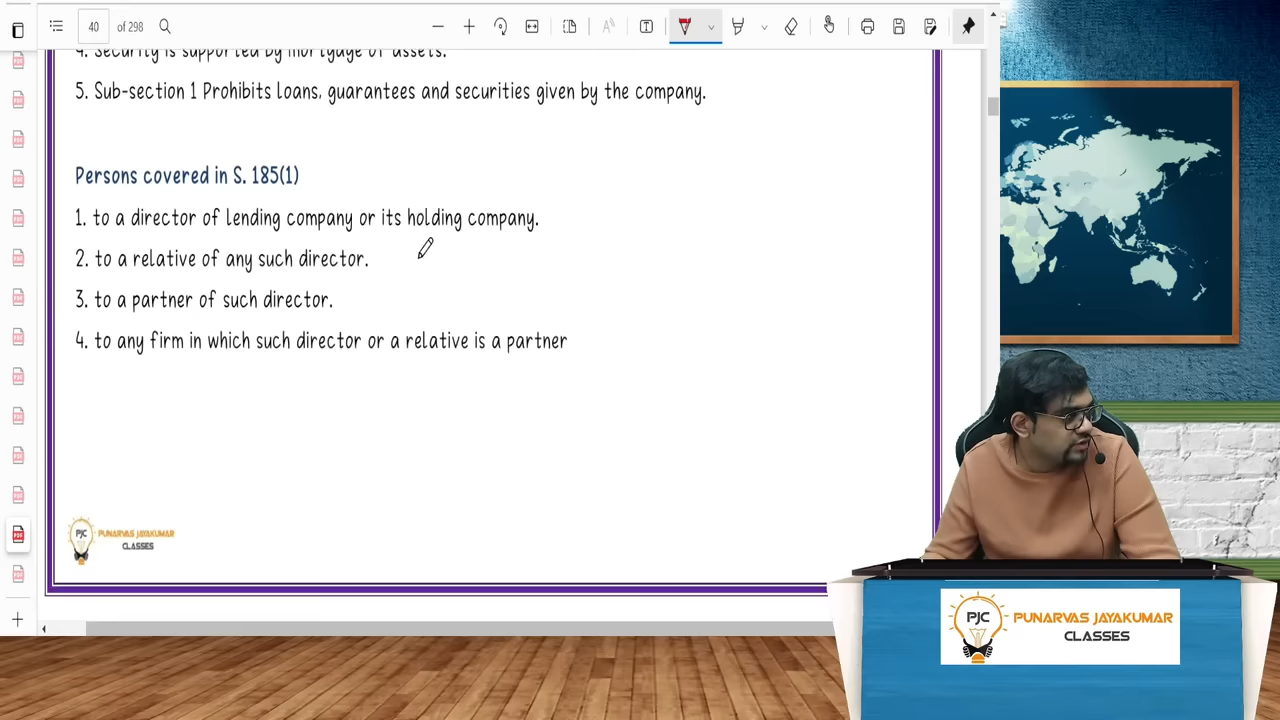 40 of 298
4. Security is supported by mortgage of assets.
5. Sub-section 1 Prohibits loans, guarantees and securities given by the company.
Persons covered in S. 185(1)
1. to a director of lending company or its holding company.
2. to a relative of any such director.
3. to a partner of such director.
4. to any firm in which such director or a relative is a partner
PJC PUNARVAS JAYAKUMAR
CLASSES
PJC PUNARVAS JAYAKUMAR
CLASSES